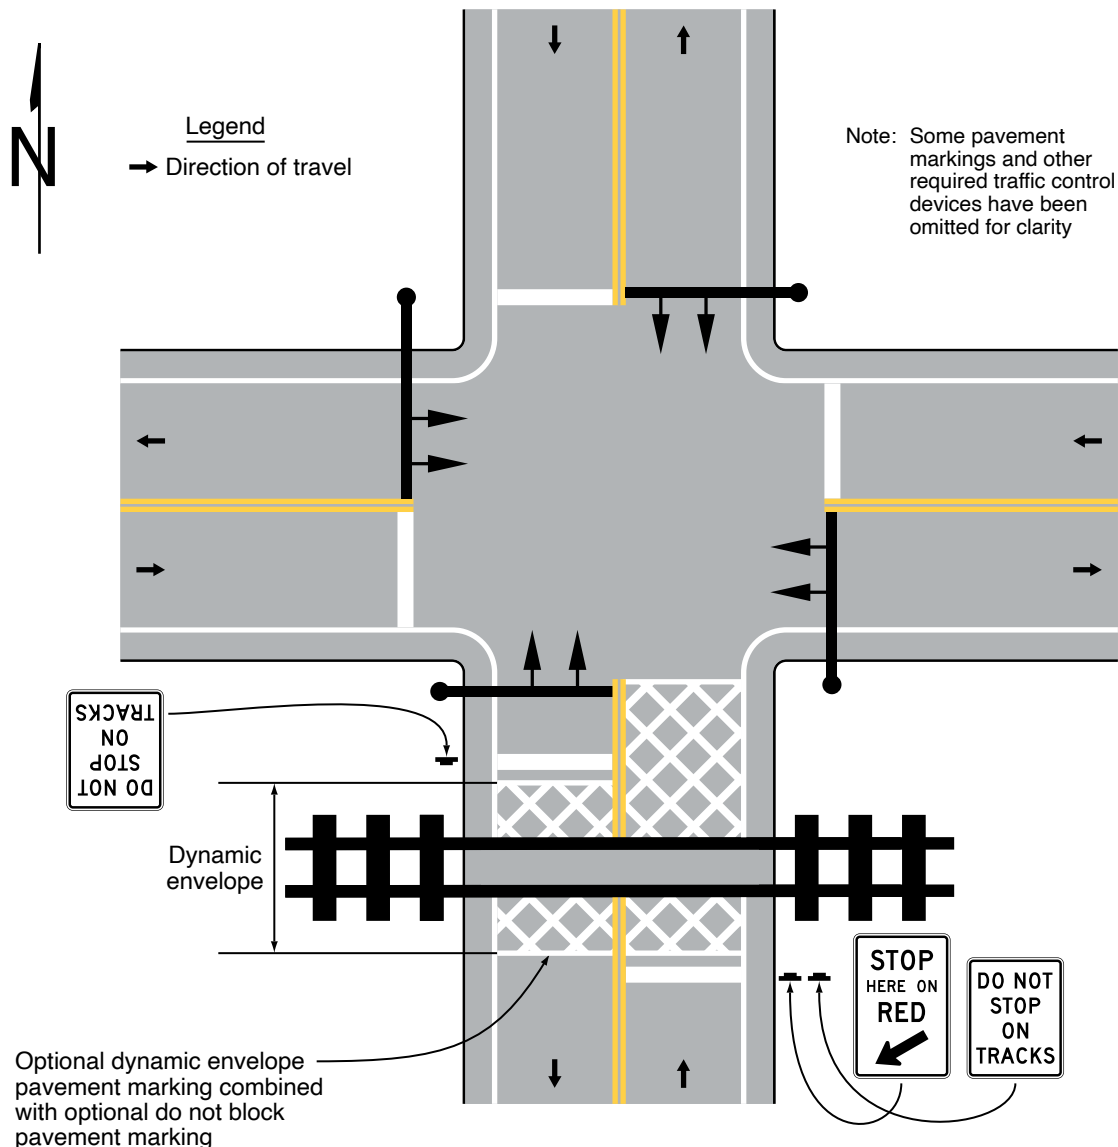 N
Legend
Direction of travel
Note: Some pavement
markings and other
required traffic control
devices have been
omitted for clarity
DO NOT
STOP
ON
TRACKS
Dynamic
envelope
STOP
HERE ON
RED
DO NOT
STOP
ON
TRACKS
Optional dynamic envelope
pavement marking combined
with optional do not block
pavement marking